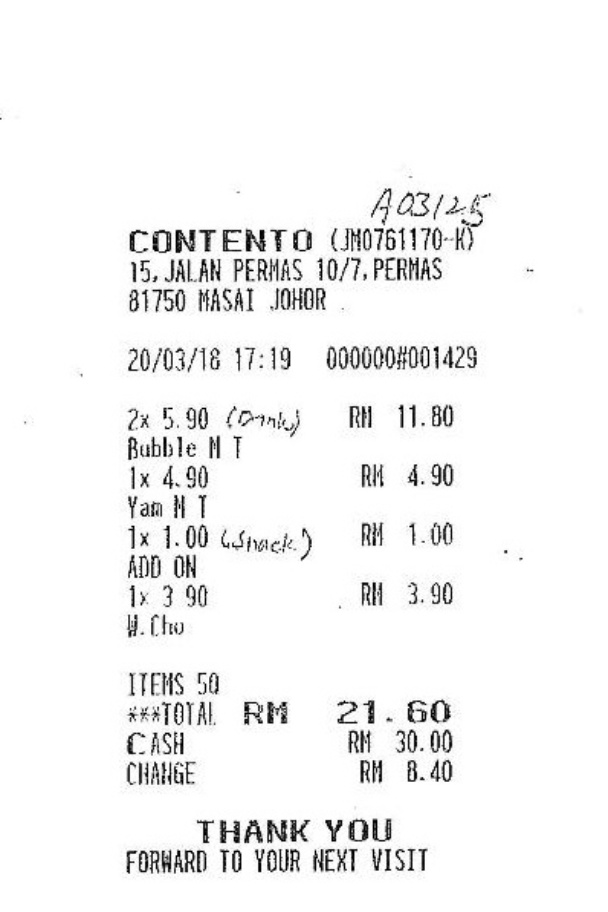 A03125
CONTENTO (JM0761170-K)
15, JALAN PERMAS 10/7, PERMAS
81750 MASAI JOHOR
20/03/18 17:19 000000#001429
2x 5.90 (Drinks) RM 11.80
Bubble M T
1x 4.90 RM 4.90
Yam M T
1x 1.00 (Snack) RM 1.00
ADD ON
1x 3 90 RM 3.90
W.Cho
ITEMS 5Q
***TOTAL RM 21.60
CASH RM 30.00
CHANGE RM 8.40
THANK YOU
FORWARD TO YOUR NEXT VISIT